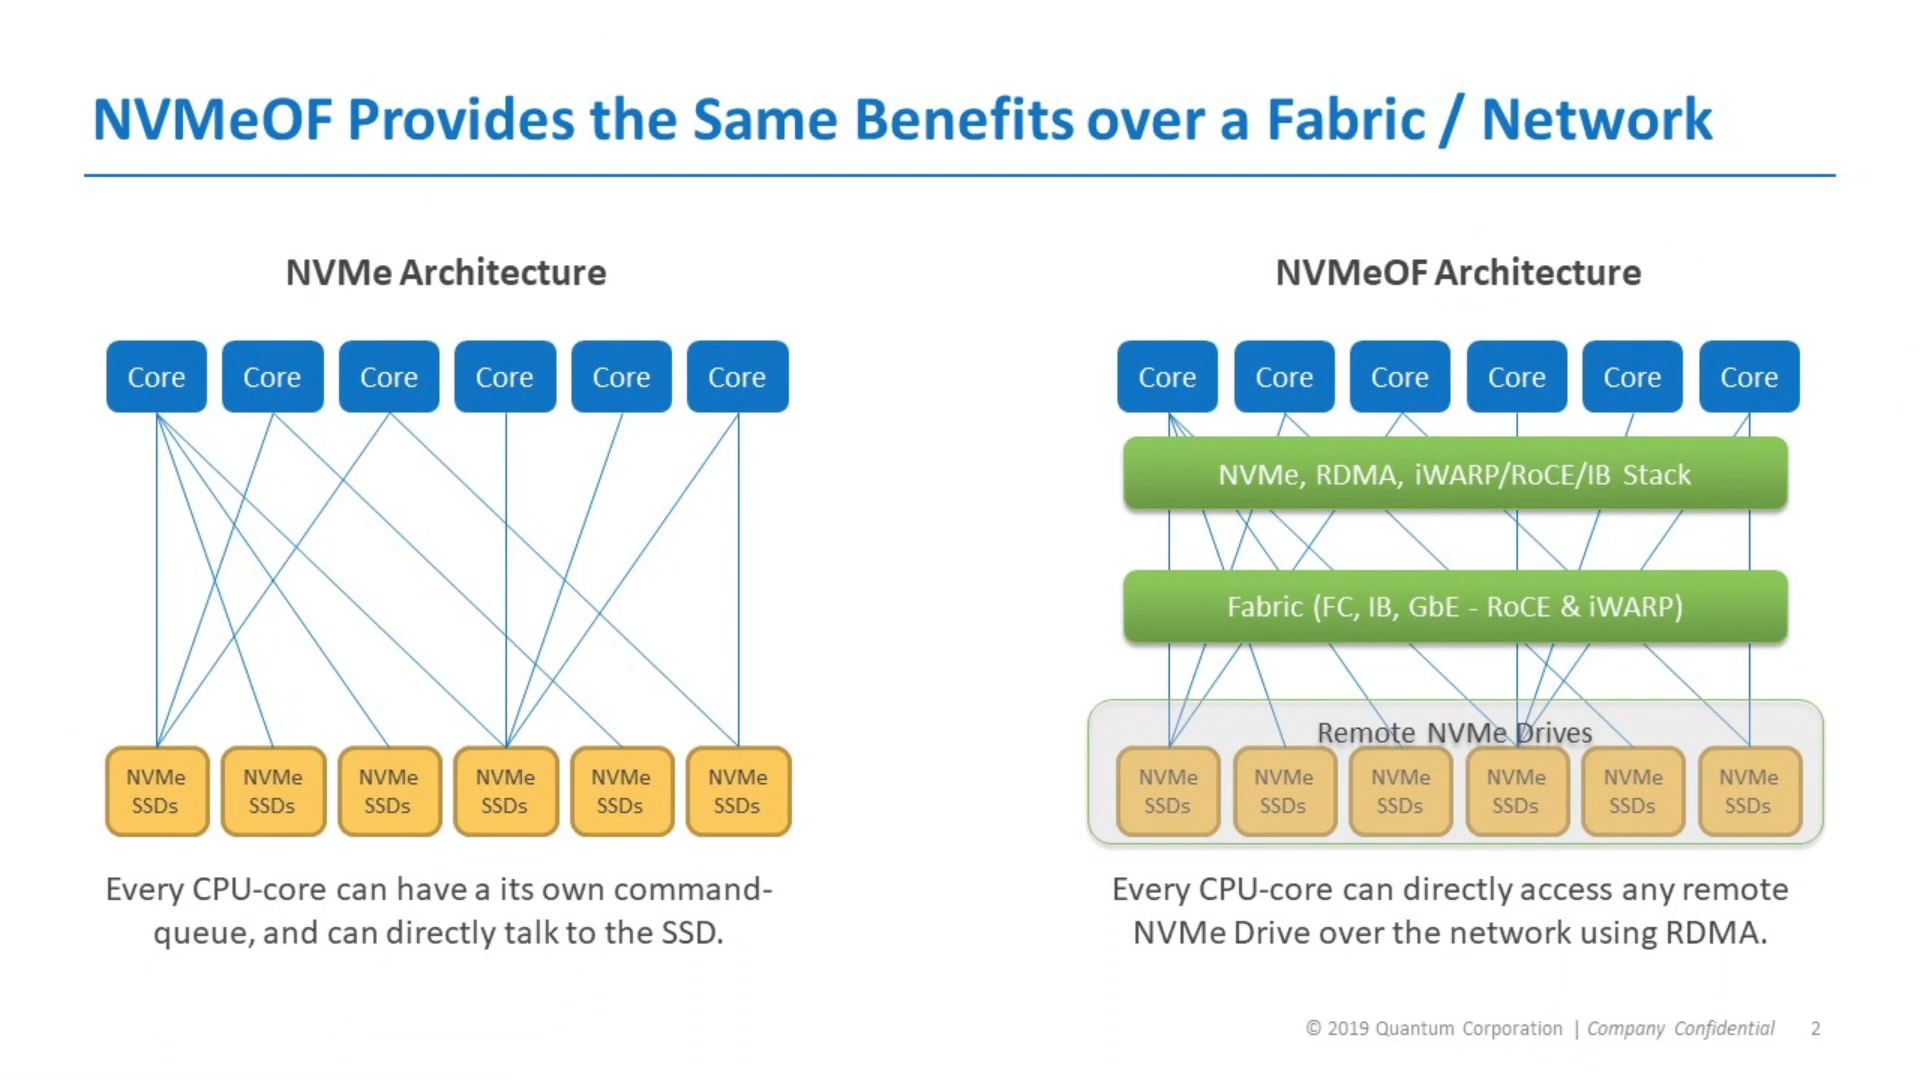 NVMeOF Provides the Same Benefits over a Fabric / Network
NVMe Architecture
Core Core Core Core Core Core
NVMe SSDs NVMe SSDs NVMe SSDs NVMe SSDs NVMe SSDs NVMe SSDs
Every CPU-core can have a its own command-
queue, and can directly talk to the SSD.
NVMeOF Architecture
Core Core Core Core Core Core
NVMe, RDMA, iWARP/RoCE/IB Stack
Fabric (FC, IB, GbE - RoCE & iWARP)
Remote NVMe Drives
NVMe SSDs NVMe SSDs NVMe SSDs NVMe SSDs NVMe SSDs NVMe SSDs
Every CPU-core can directly access any remote
NVMe Drive over the network using RDMA.
© 2019 Quantum Corporation | Company Confidential 2